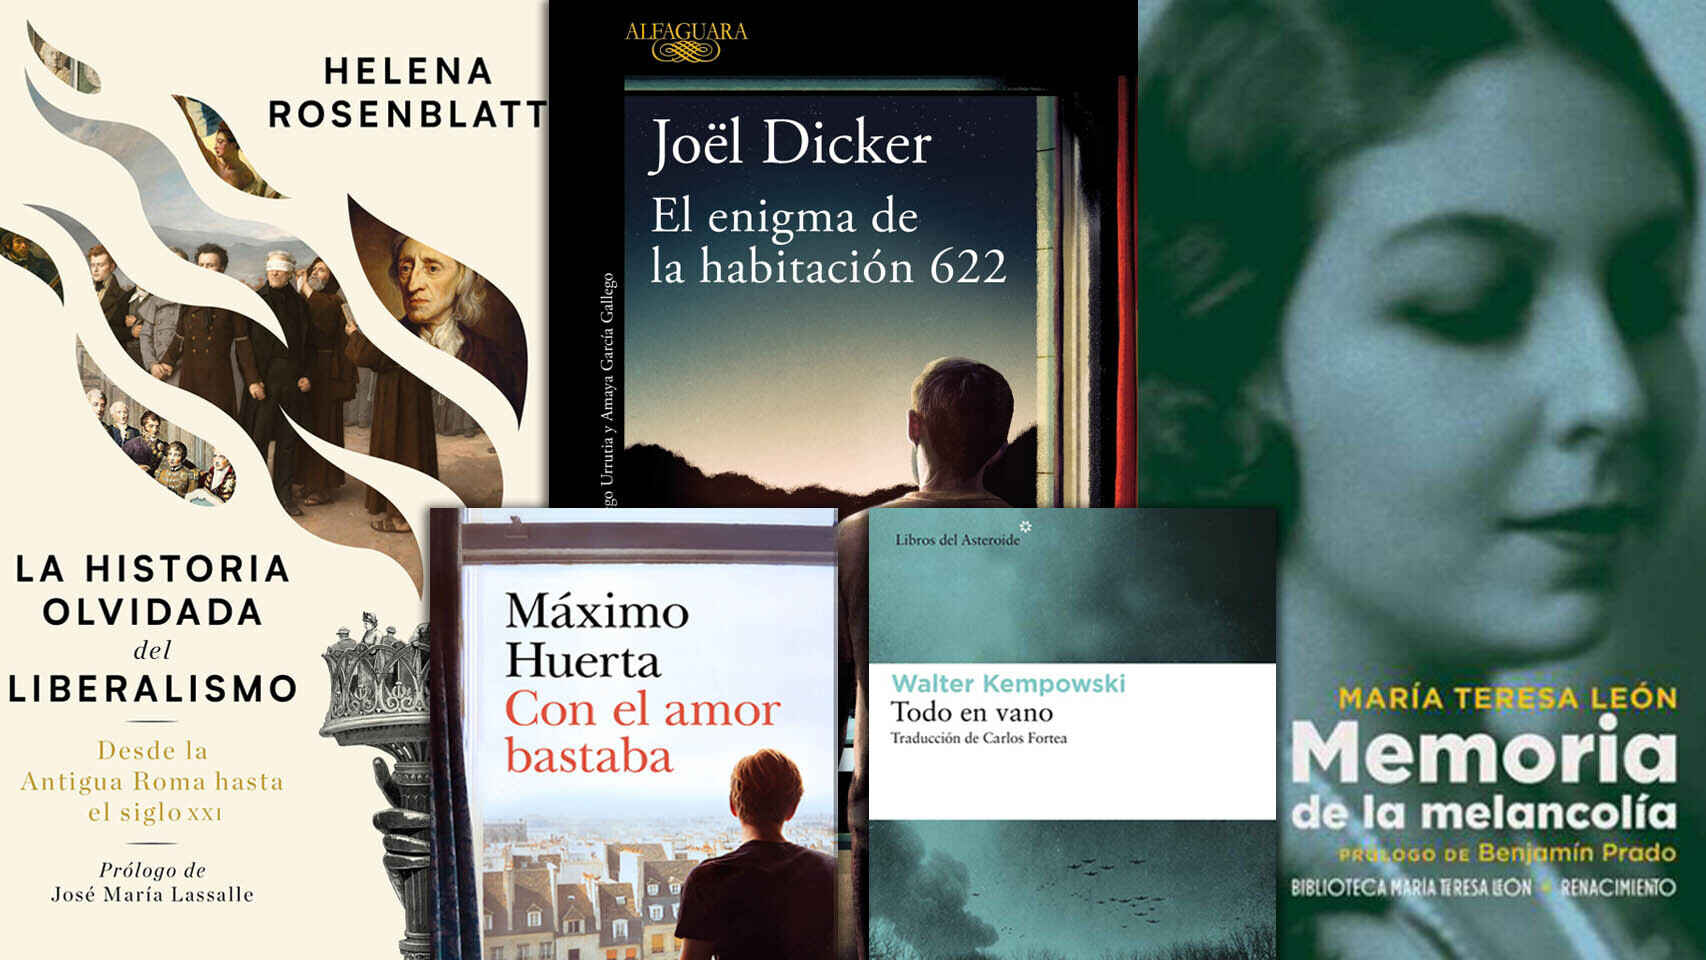 HELENA
ROSENBLATT
LA HISTORIA
OLVIDADA
del
LIBERALISMO
Desde la
Antigua Roma hasta
el siglo XXI
Prólogo de
José María Lassalle
ALFAGUARA
Joël Dicker
El enigma de
la habitación 622
Urrutia y Amaya García Gallego
Máximo
Huerta
Con el amor
bastaba
Libros del Asteroide
Walter Kempowski
Todo en vano
Traducción de Carlos Fortea
MARÍA TERESA LEÓN
Memoria
de la melancolía
PRÓLOGO DE Benjamín Prado
BIBLIOTECA MARÍA TERESA LEÓN RENACIMIENTO